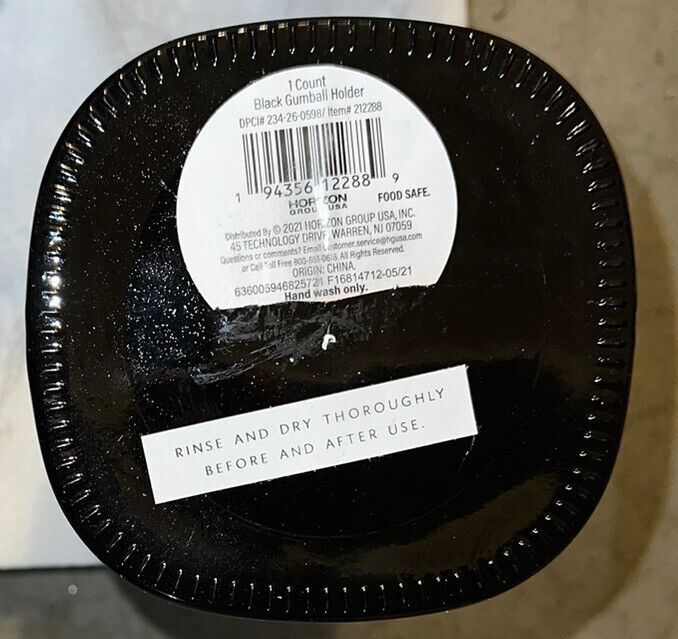 1 Count
Black Gumball Holder
DPCI# 234-26-0598/ Item# 212288
1 94356 12288 9
HORIZON
GROUP USA
FOOD SAFE.
Distributed By © 2021 HORIZON GROUP USA, INC.
45 TECHNOLOGY DRIVE, WARREN, NJ 07059
Questions or comments? Email customer.service@hgusa.com
or Call Toll Free 800-651-0616. All Rights Reserved.
ORIGIN: CHINA.
636005946825721 F16814712-05/21
Hand wash only.
RINSE AND DRY THOROUGHLY
BEFORE AND AFTER USE.